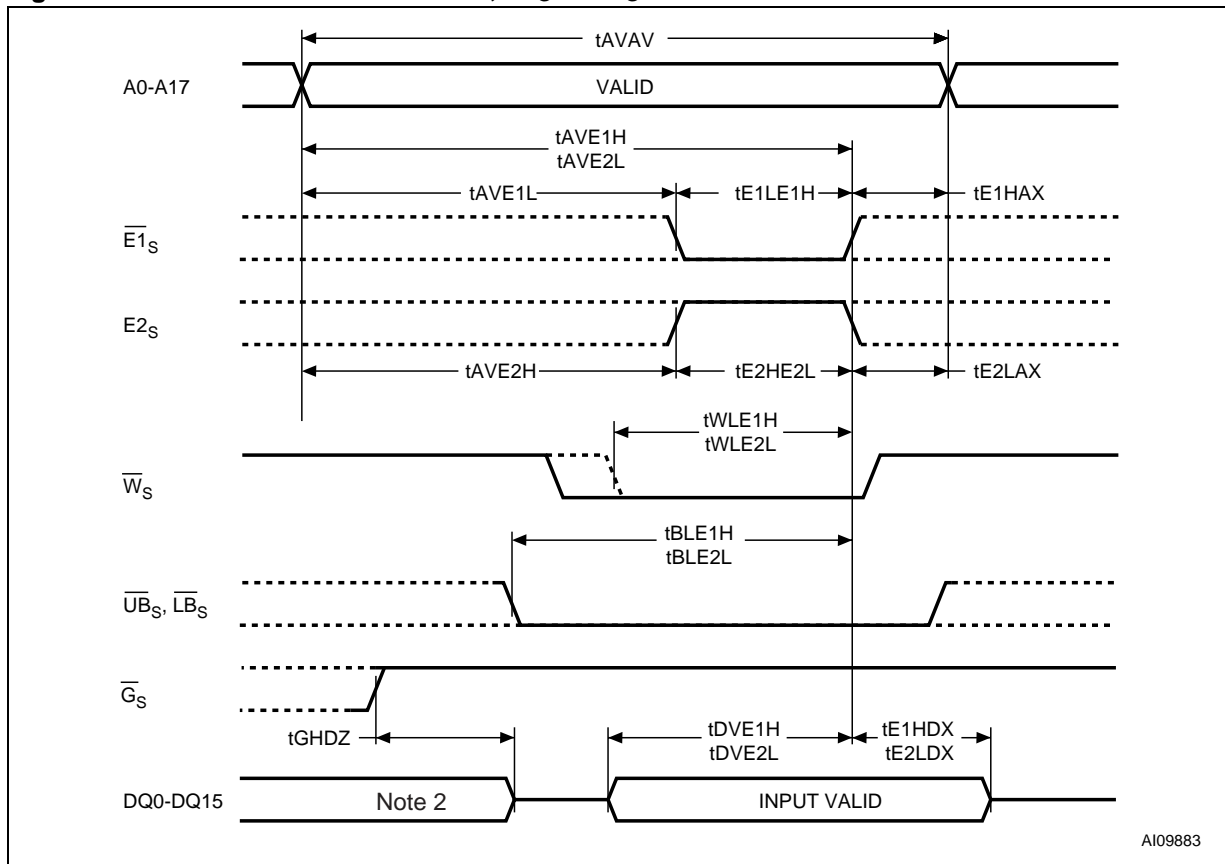 tAVAV
A0-A17 VALID
tAVE1H
tAVE2L
tAVE1L tE1LE1H tE1HAX
E1S
E2S
tAVE2H tE2HE2L tE2LAX
tWLE1H
tWLE2L
WS
tBLE1H
tBLE2L
UBS, LBS
GS
tGHDZ tDVE1H tE1HDX
tDVE2L tE2LDX
DQ0-DQ15 Note 2 INPUT VALID
AI09883